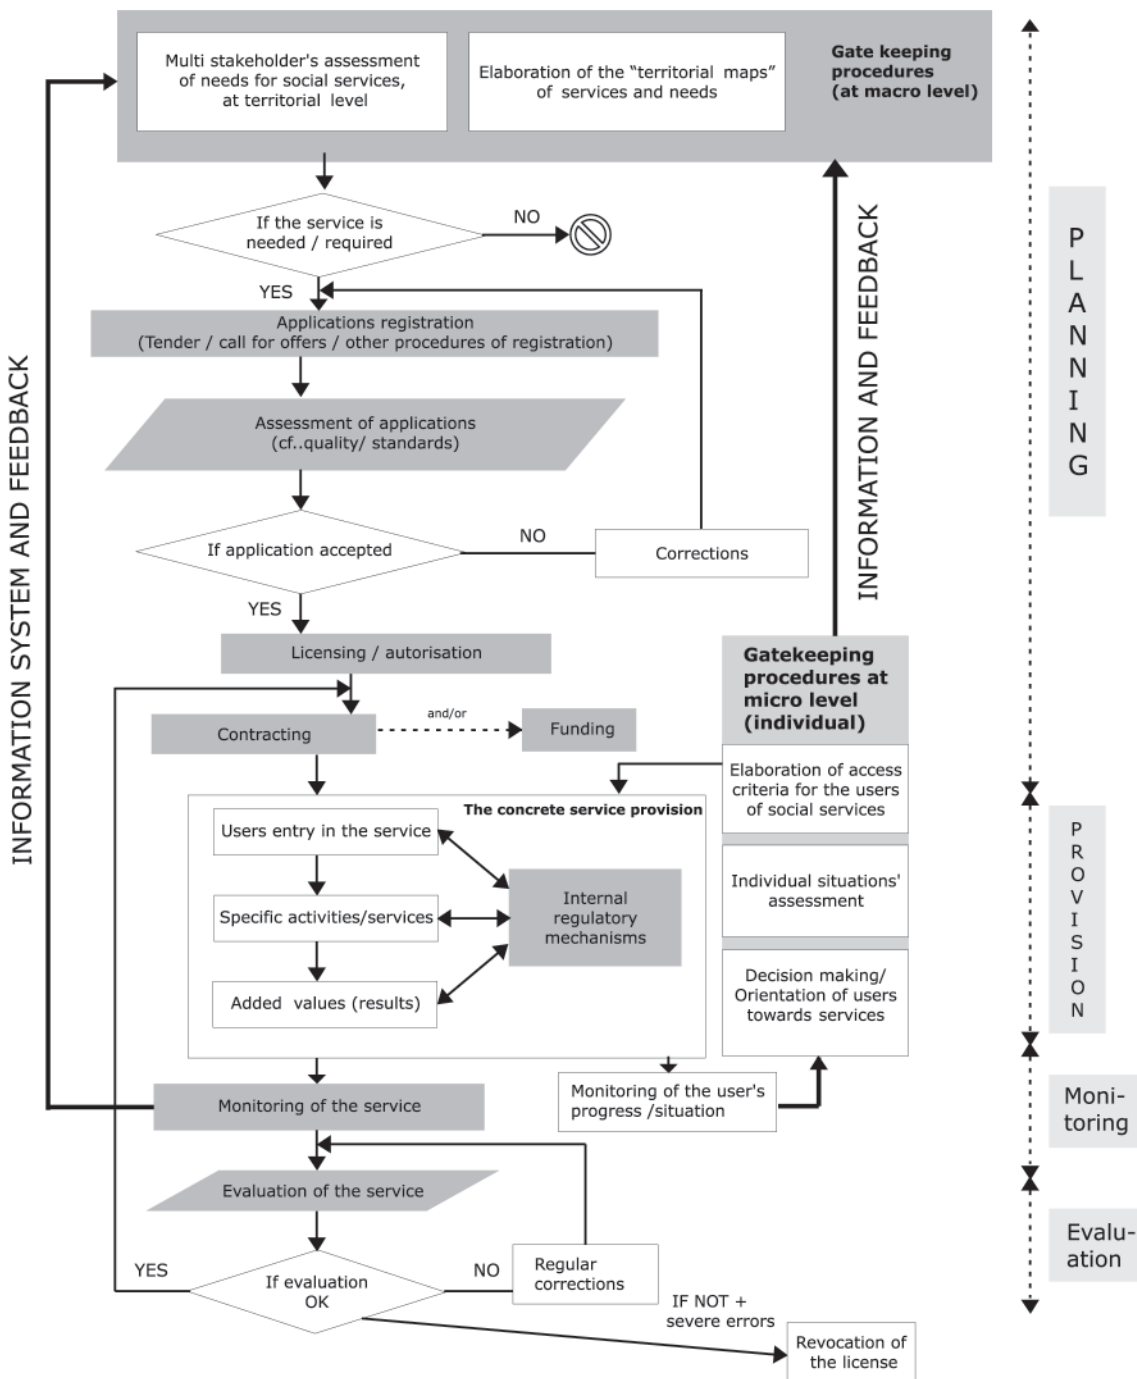 Multi stakeholder's assessment
of needs for social services,
at territorial level
Elaboration of the “territorial maps”
of services and needs
Gate keeping
procedures
(at macro level)
If the service is
needed / required
NO
YES
Applications registration
(Tender / call for offers / other procedures of registration)
Assessment of applications
(cf..quality/ standards)
If application accepted
NO
Corrections
YES
Licensing / autorisation
Contracting
and/or
Funding
Gatekeeping
procedures at
micro level
(individual)
Elaboration of access
criteria for the users
of social services
Individual situations'
assessment
Decision making/
Orientation of users
towards services
The concrete service provision
Users entry in the service
Specific activities/services
Added values (results)
Internal
regulatory
mechanisms
Monitoring of the service
Monitoring of the user's
progress /situation
Evaluation of the service
If evaluation
OK
YES
NO
Regular
corrections
IF NOT +
severe errors
Revocation of
the license
INFORMATION SYSTEM AND FEEDBACK
INFORMATION AND FEEDBACK
PLANNING
PROVISION
Moni-
toring
Evalu-
ation